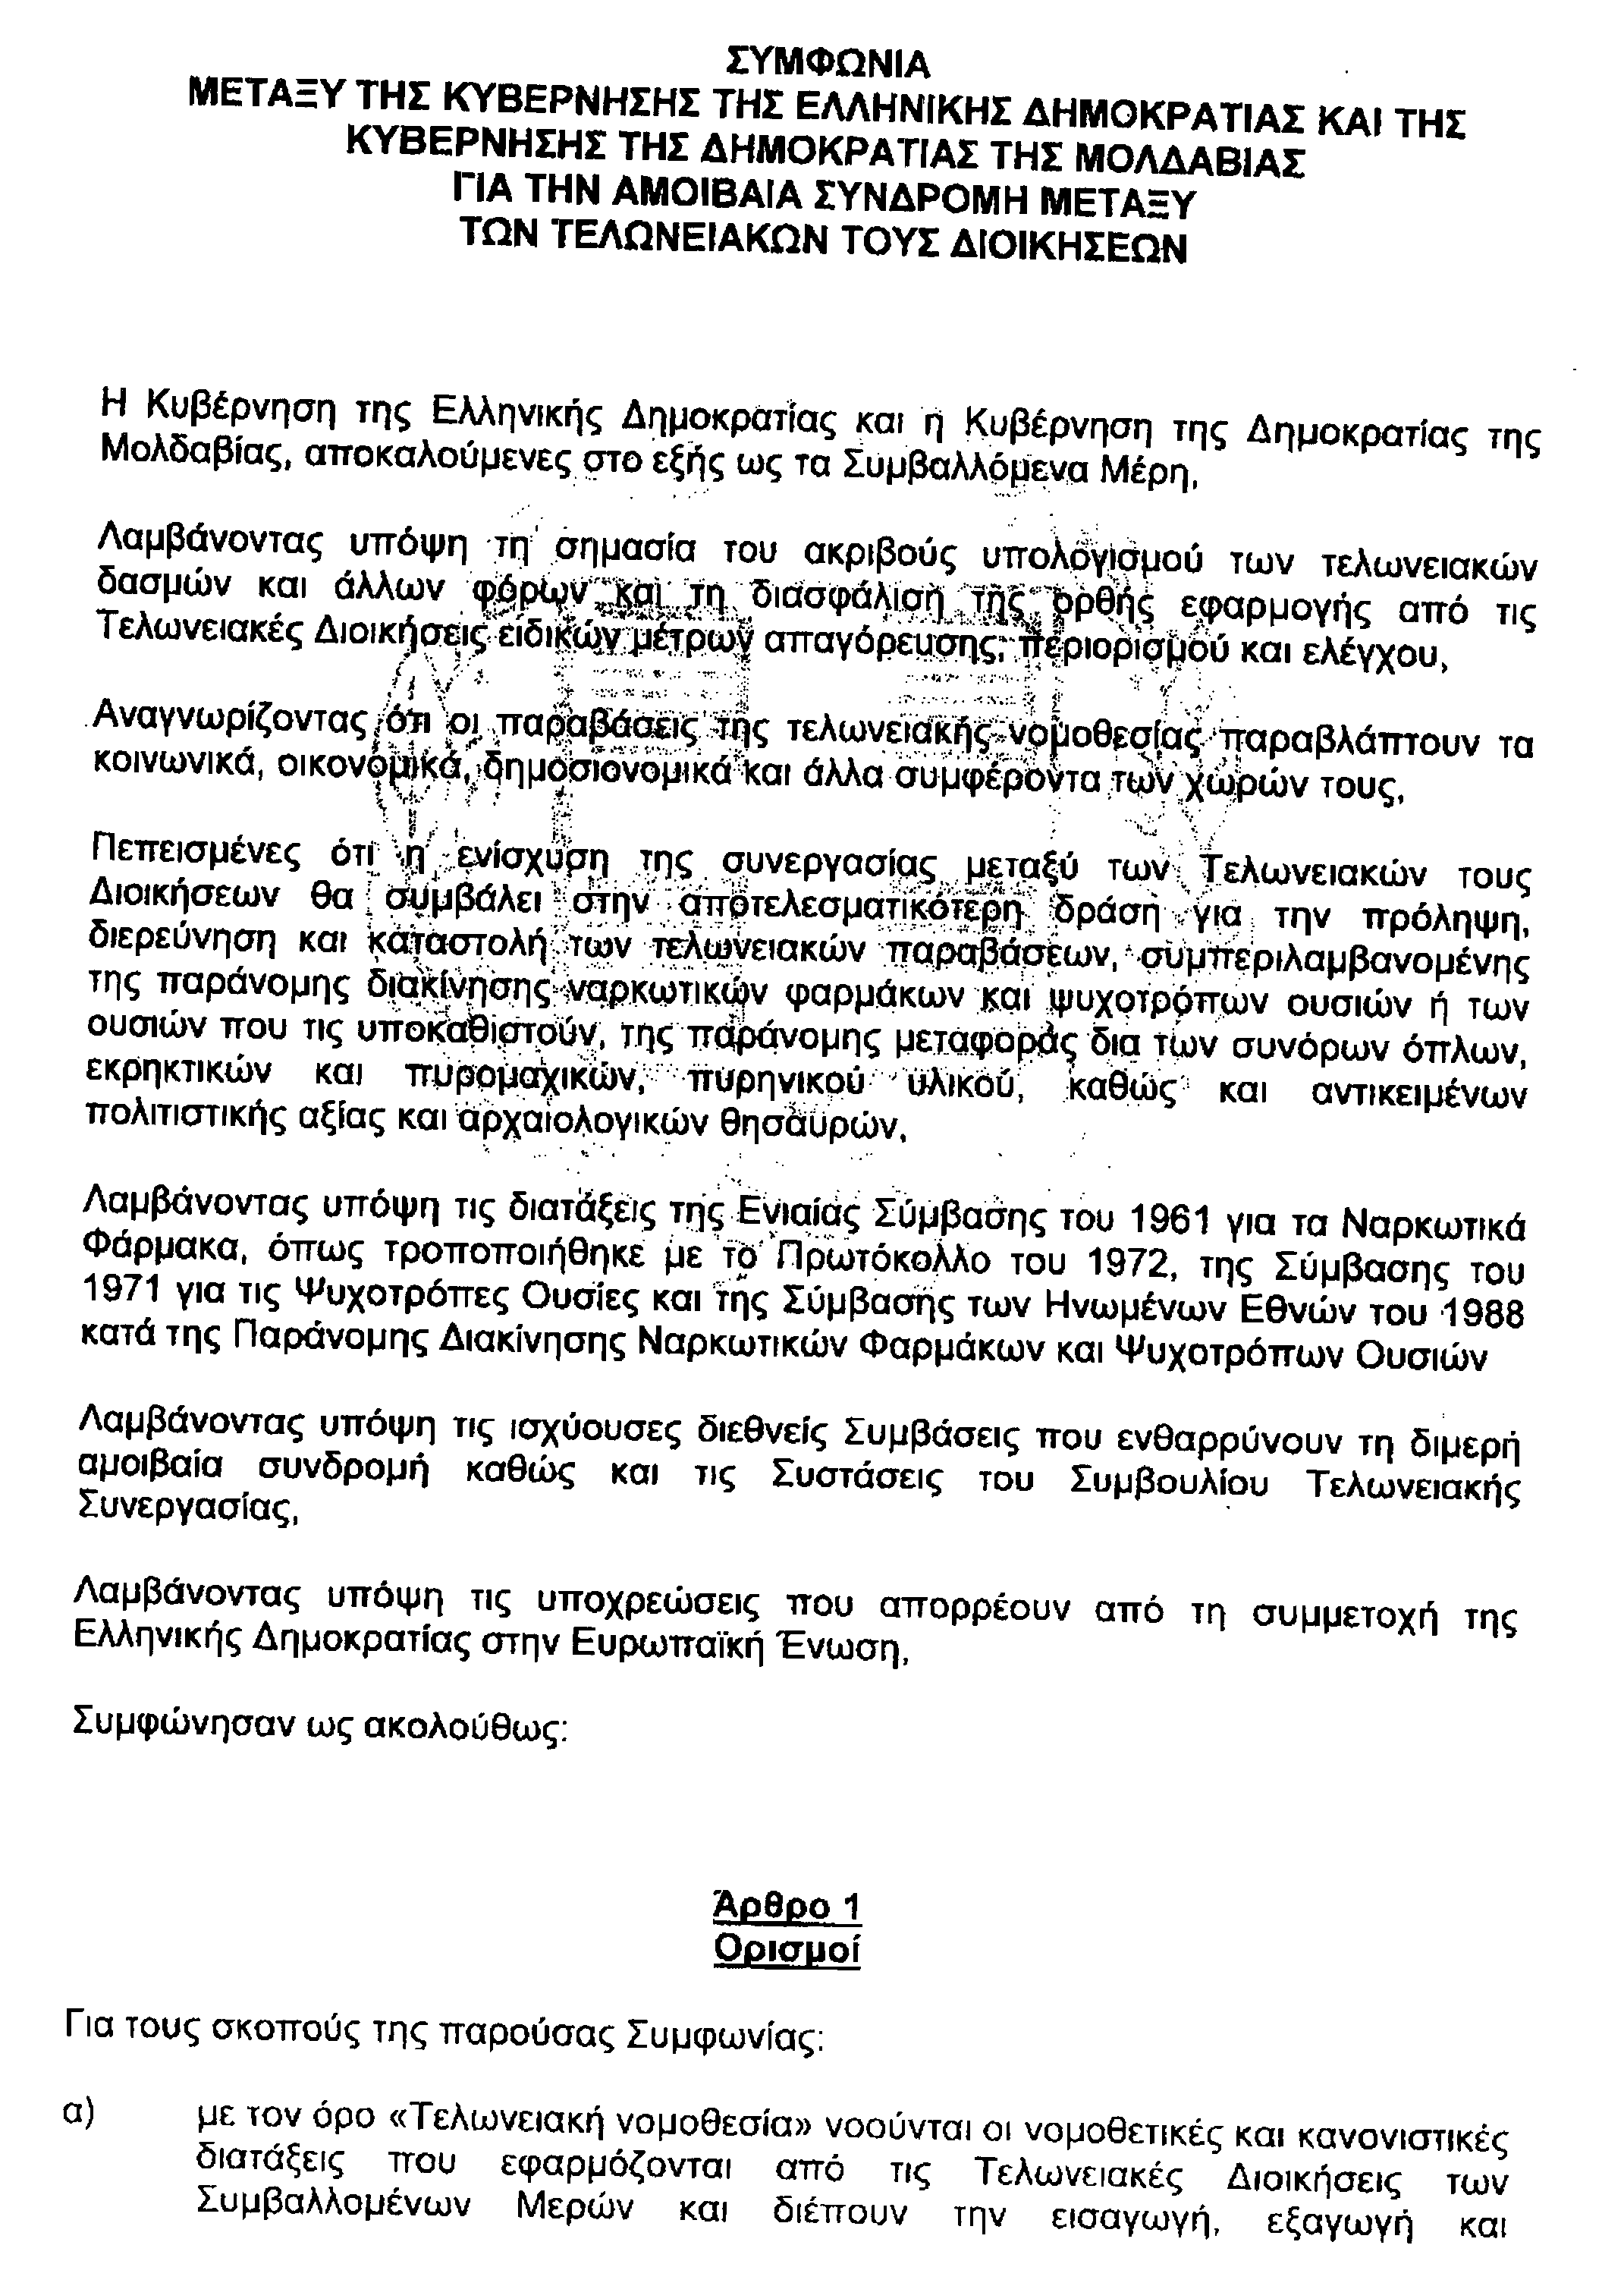 ΣΥΜΦΩΝΙΑ
ΜΕΤΑΞΥ ΤΗΣ ΚΥΒΕΡΝΗΣΗΣ ΤΗΣ ΕΛΛΗΝΙΚΗΣ ΔΗΜΟΚΡΑΤΙΑΣ ΚΑΙ ΤΗΣ
ΚΥΒΕΡΝΗΣΗΣ ΤΗΣ ΔΗΜΟΚΡΑΤΙΑΣ ΤΗΣ ΜΟΛΔΑΒΙΑΣ
ΓΙΑ ΤΗΝ ΑΜΟΙΒΑΙΑ ΣΥΝΔΡΟΜΗ ΜΕΤΑΞΥ
ΤΩΝ ΤΕΛΩΝΕΙΑΚΩΝ ΤΟΥΣ ΔΙΟΙΚΗΣΕΩΝ
Η Κυβέρνηση της Ελληνικής Δημοκρατίας και η Κυβέρνηση της Δημοκρατίας της
Μολδαβίας, αποκαλούμενες στο εξής ως τα Συμβαλλόμενα Μέρη,
Λαμβάνοντας υπόψη τη σημασία του ακριβούς υπολογισμού των τελωνειακών
δασμών και άλλων φόρων και τη διασφάλιση της ορθής εφαρμογής από τις
Τελωνειακές Διοικήσεις ειδικών μέτρων απαγόρευσης, περιορισμού και ελέγχου,
Αναγνωρίζοντας ότι οι παραβάσεις της τελωνειακής νομοθεσίας παραβλάπτουν τα
κοινωνικά, οικονομικά, δημοσιονομικά και άλλα συμφέροντα των χωρών τους,
Πεπεισμένες ότι η ενίσχυση της συνεργασίας μεταξύ των Τελωνειακών τους
Διοικήσεων θα συμβάλει στην αποτελεσματικότερη δράση για την πρόληψη,
διερεύνηση και καταστολή των τελωνειακών παραβάσεων, συμπεριλαμβανομένης
της παράνομης διακίνησης ναρκωτικών φαρμάκων και ψυχοτρόπων ουσιών ή των
ουσιών που τις υποκαθιστούν, της παράνομης μεταφοράς δια των συνόρων όπλων,
εκρηκτικών και πυρομαχικών, πυρηνικού υλικού, καθώς και αντικειμένων
πολιτιστικής αξίας και αρχαιολογικών θησαυρών,
Λαμβάνοντας υπόψη τις διατάξεις της Ενιαίας Σύμβασης του 1961 για τα Ναρκωτικά
Φάρμακα, όπως τροποποιήθηκε με το Πρωτόκολλο του 1972, της Σύμβασης του
1971 για τις Ψυχοτρόπες Ουσίες και της Σύμβασης των Ηνωμένων Εθνών του 1988
κατά της Παράνομης Διακίνησης Ναρκωτικών Φαρμάκων και Ψυχοτρόπων Ουσιών
Λαμβάνοντας υπόψη τις ισχύουσες διεθνείς Συμβάσεις που ενθαρρύνουν τη διμερή
αμοιβαία συνδρομή καθώς και τις Συστάσεις του Συμβουλίου Τελωνειακής
Συνεργασίας,
Λαμβάνοντας υπόψη τις υποχρεώσεις που απορρέουν από τη συμμετοχή της
Ελληνικής Δημοκρατίας στην Ευρωπαϊκή Ένωση,
Συμφώνησαν ως ακολούθως:
Άρθρο 1
Ορισμοί
Για τους σκοπούς της παρούσας Συμφωνίας:
α) με τον όρο «Τελωνειακή νομοθεσία» νοούνται οι νομοθετικές και κανονιστικές
διατάξεις που εφαρμόζονται από τις Τελωνειακές Διοικήσεις των
Συμβαλλομένων Μερών και διέπουν την εισαγωγή, εξαγωγή και